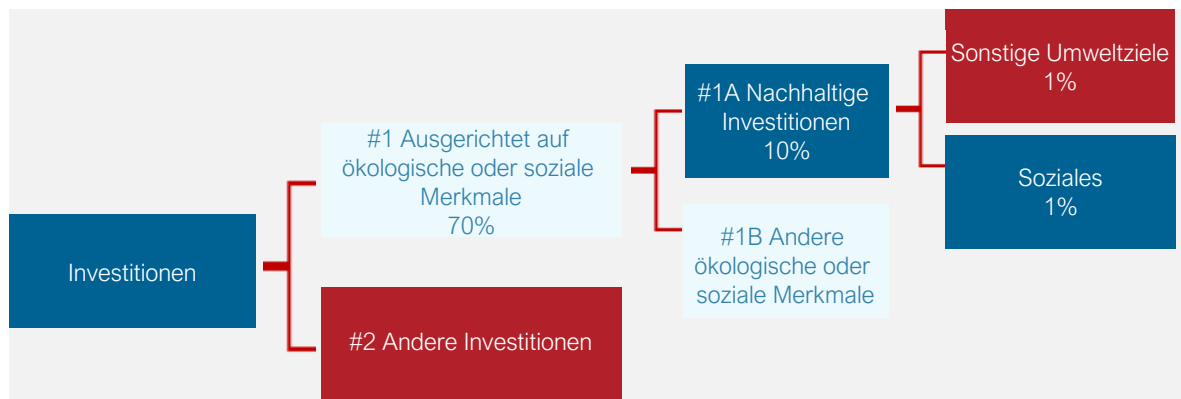 Investitionen
#1 Ausgerichtet auf
ökologische oder soziale
Merkmale
70%
#2 Andere Investitionen
#1A Nachhaltige
Investitionen
10%
#1B Andere
ökologische oder
soziale Merkmale
Sonstige Umweltziele
1%
Soziales
1%